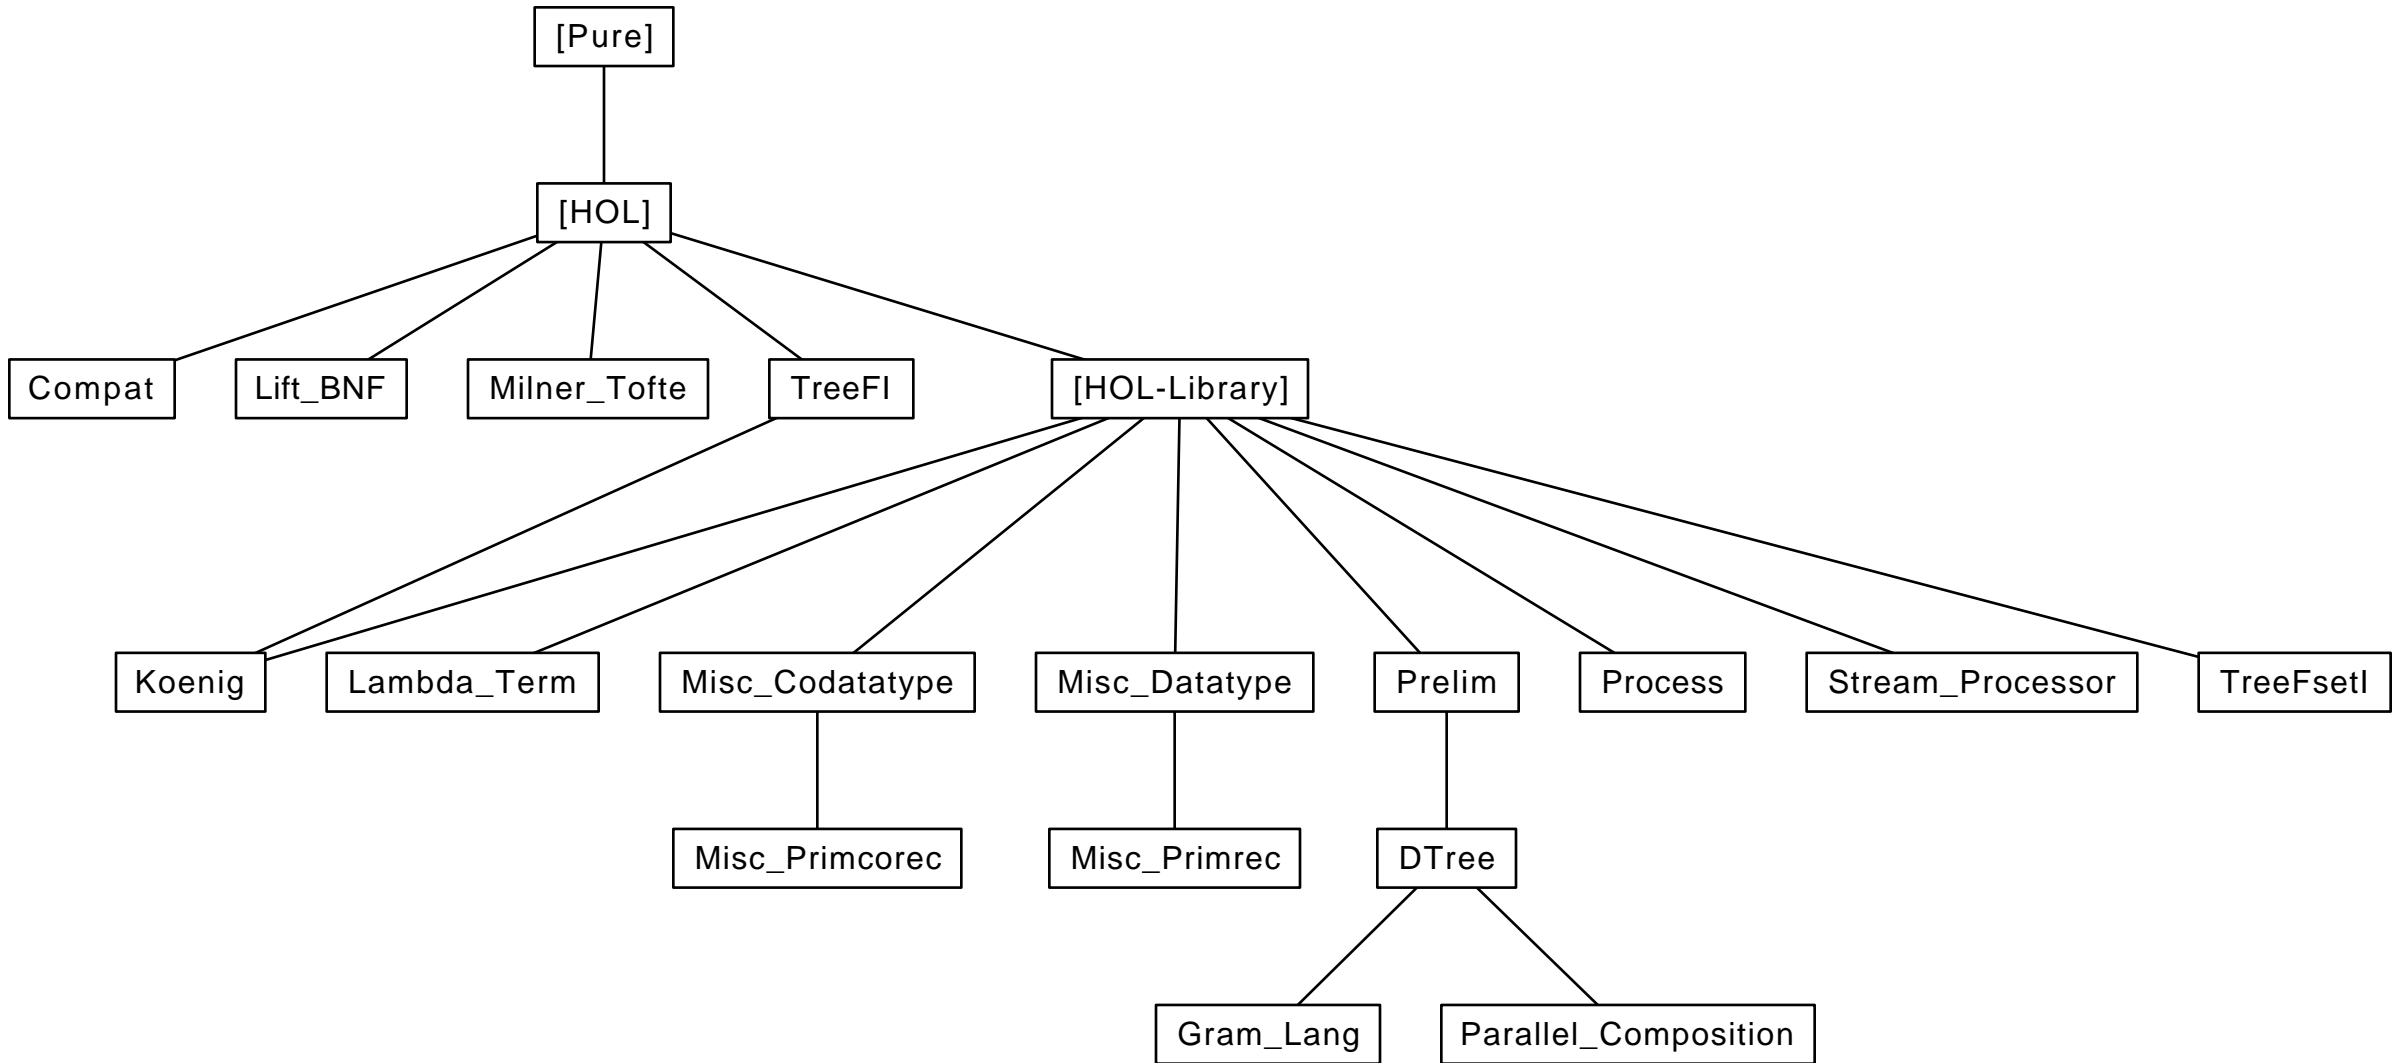 [Pure]
[HOL]
Compat
Lift_BNF
Milner_Tofte
TreeFI
[HOL-Library]
Koenig
Lambda_Term
Misc_Codatatype
Misc_Datatype
Prelim
Process
Stream_Processor
TreeFsetI
Misc_Primcorec
Misc_Primrec
DTree
Gram_Lang
Parallel_Composition